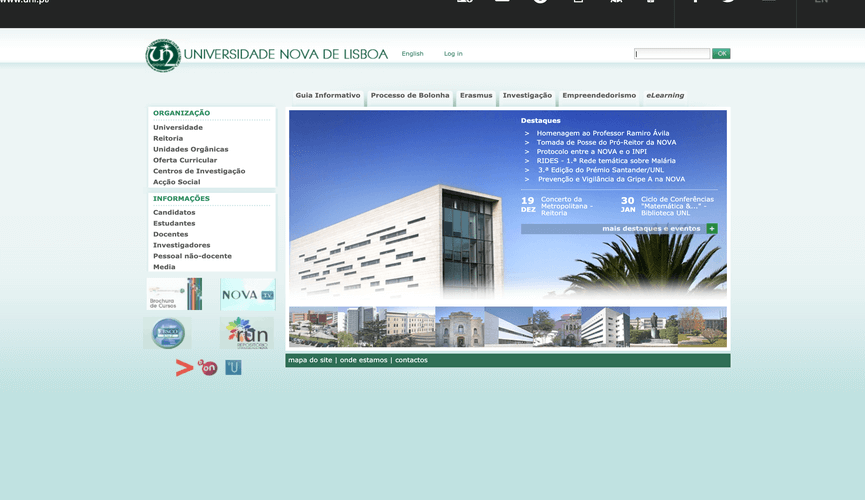 www.unl.pt
EN
UNIVERSIDADE NOVA DE LISBOA
English
Log in
OK
Guia Informativo
Processo de Bolonha
Erasmus
Investigação
Empreendedorismo
eLearning
ORGANIZAÇÃO
Universidade
Reitoria
Unidades Orgânicas
Oferta Curricular
Centros de Investigação
Acção Social
INFORMAÇÕES
Candidatos
Estudantes
Docentes
Investigadores
Pessoal não-docente
Media
Brochura
de Cursos
NOVA
run
REPOSITÓRIO
b on
U
Destaques
> Homenagem ao Professor Ramiro Ávila
> Tomada de Posse do Pró-Reitor da NOVA
> Protocolo entre a NOVA e o INPI
> RIDES - 1.ª Rede temática sobre Malária
> 3.ª Edição do Prémio Santander/UNL
> Prevenção e Vigilância da Gripe A na NOVA
19
DEZ
Concerto da
Metropolitana -
Reitoria
30
JAN
Ciclo de Conferências
"Matemática &..." -
Biblioteca UNL
mais destaques e eventos +
mapa do site | onde estamos | contactos